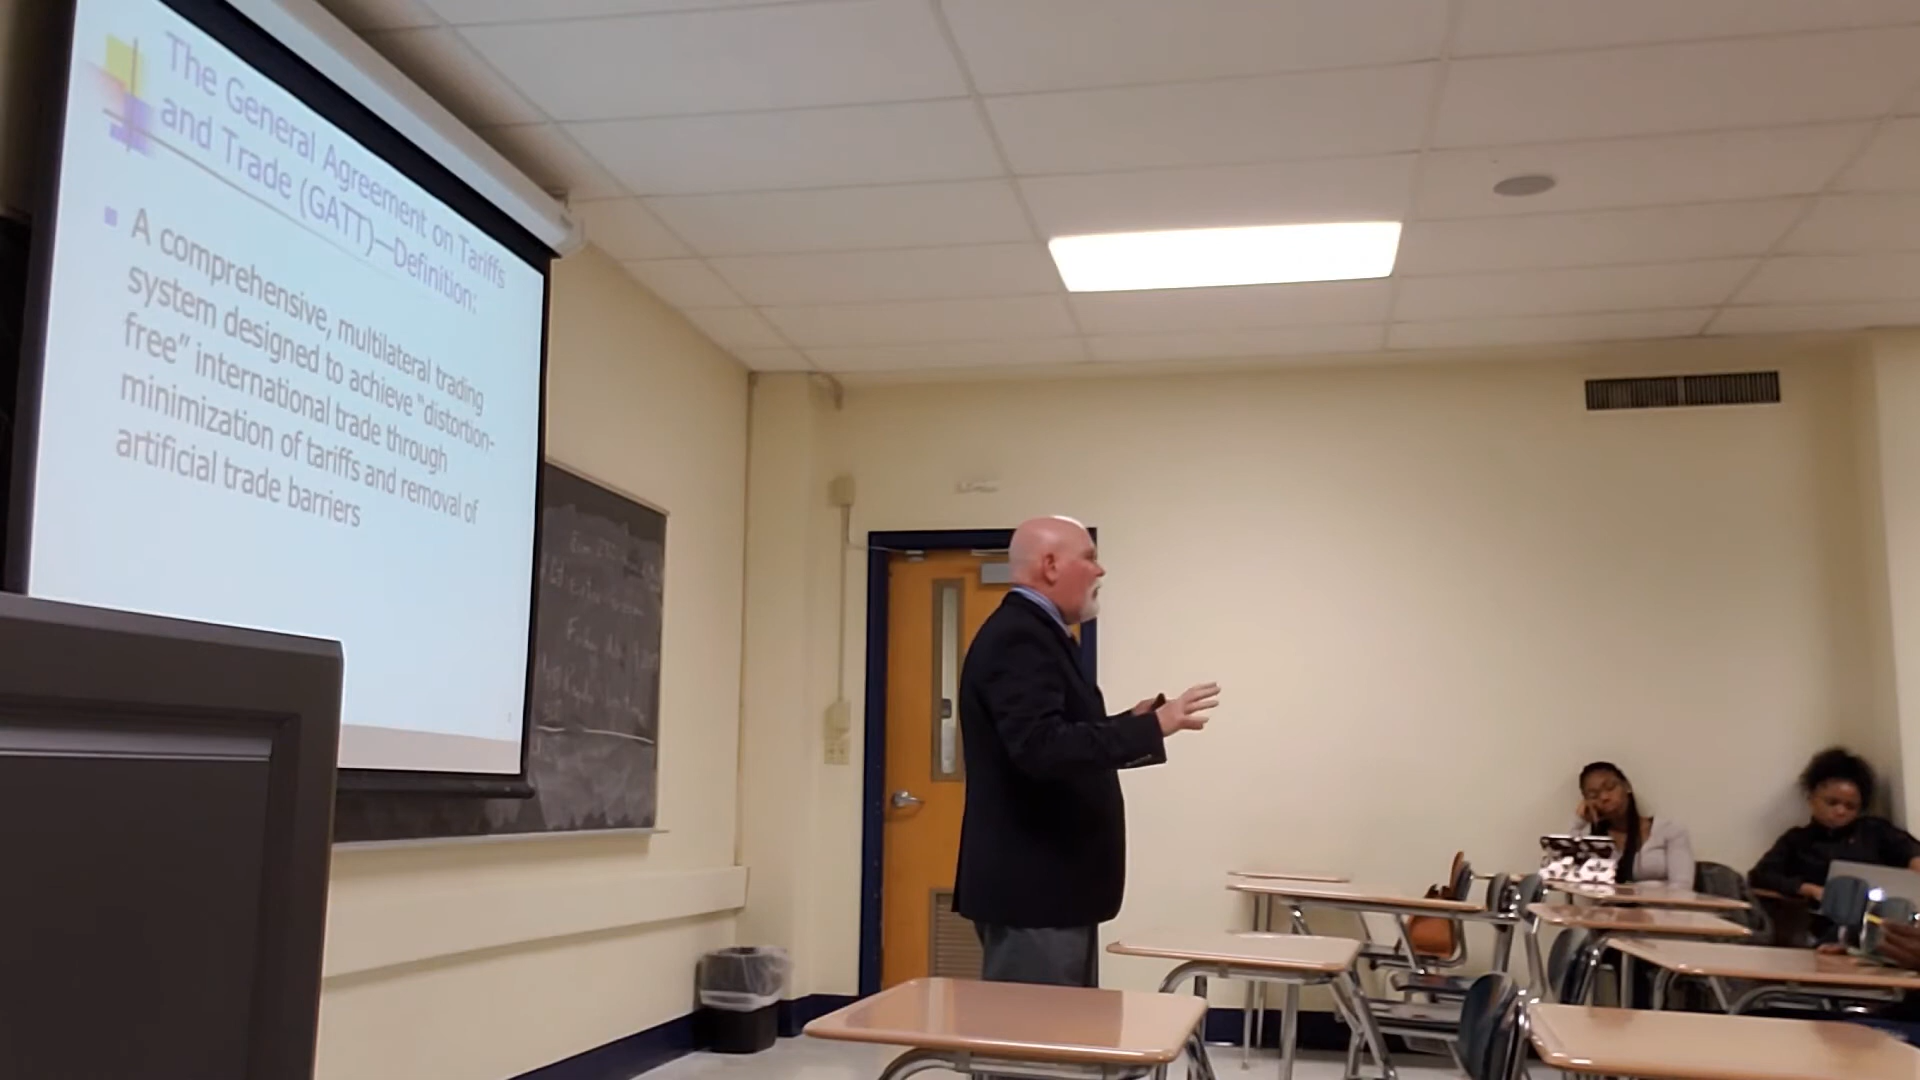 The General Agreement on Tariffs
and Trade (GATT)—Definition:
A comprehensive, multilateral trading
system designed to achieve "distortion-
free" international trade through
minimization of tariffs and removal of
artificial trade barriers